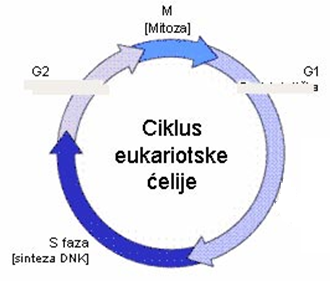 M
[Mitoza]
G2
G1
Ciklus
eukariotske
ćelije
S faza
[sinteza DNK]